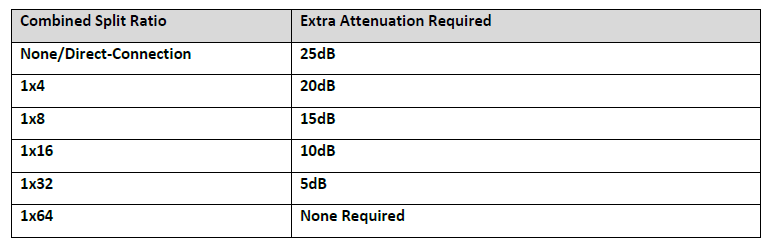 Combined Split Ratio Extra Attenuation Required
None/Direct-Connection 25dB
1x4 20dB
1x8 15dB
1x16 10dB
1x32 5dB
1x64 None Required